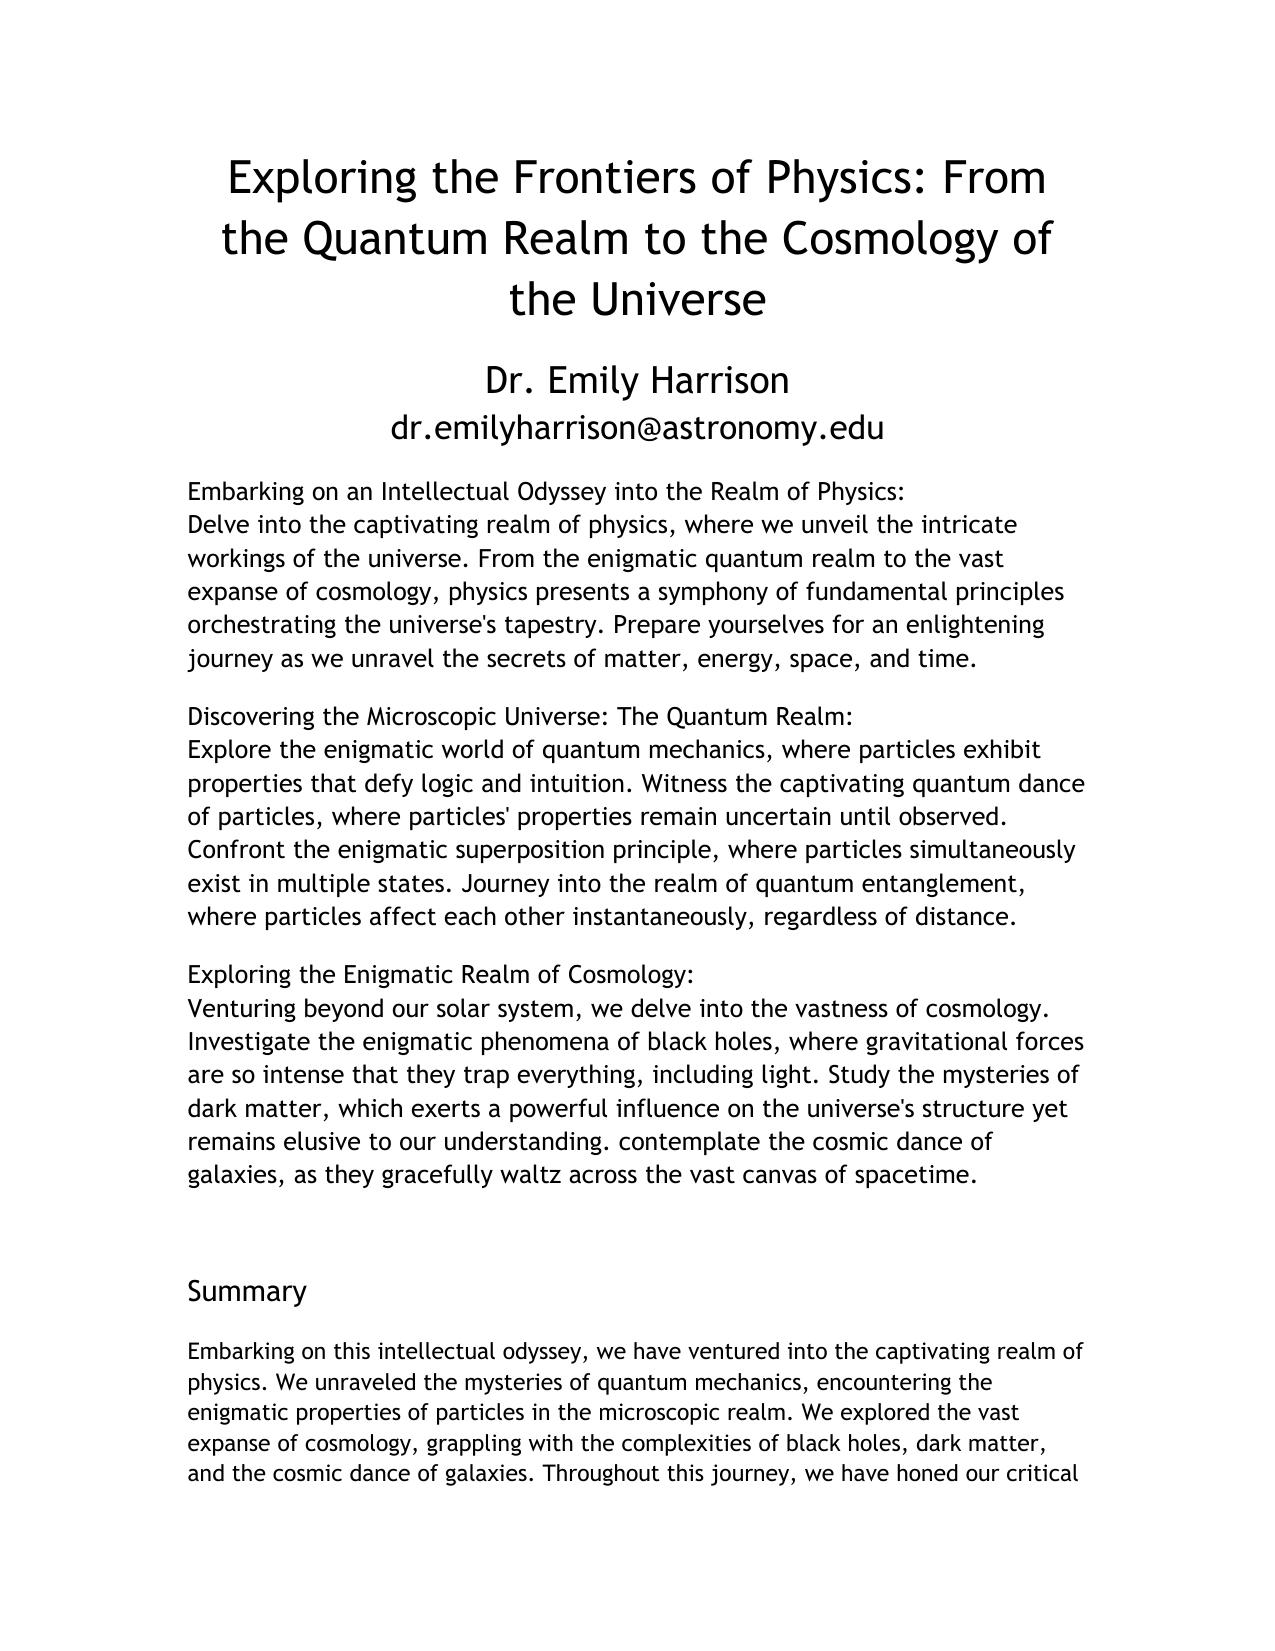 Exploring the Frontiers of Physics: From
the Quantum Realm to the Cosmology of
the Universe
Dr. Emily Harrison
dr.emilyharrison@astronomy.edu
Embarking on an Intellectual Odyssey into the Realm of Physics:
Delve into the captivating realm of physics, where we unveil the intricate
workings of the universe. From the enigmatic quantum realm to the vast
expanse of cosmology, physics presents a symphony of fundamental principles
orchestrating the universe's tapestry. Prepare yourselves for an enlightening
journey as we unravel the secrets of matter, energy, space, and time.
Discovering the Microscopic Universe: The Quantum Realm:
Explore the enigmatic world of quantum mechanics, where particles exhibit
properties that defy logic and intuition. Witness the captivating quantum dance
of particles, where particles' properties remain uncertain until observed.
Confront the enigmatic superposition principle, where particles simultaneously
exist in multiple states. Journey into the realm of quantum entanglement,
where particles affect each other instantaneously, regardless of distance.
Exploring the Enigmatic Realm of Cosmology:
Venturing beyond our solar system, we delve into the vastness of cosmology.
Investigate the enigmatic phenomena of black holes, where gravitational forces
are so intense that they trap everything, including light. Study the mysteries of
dark matter, which exerts a powerful influence on the universe's structure yet
remains elusive to our understanding. contemplate the cosmic dance of
galaxies, as they gracefully waltz across the vast canvas of spacetime.
Summary
Embarking on this intellectual odyssey, we have ventured into the captivating realm of
physics. We unraveled the mysteries of quantum mechanics, encountering the
enigmatic properties of particles in the microscopic realm. We explored the vast
expanse of cosmology, grappling with the complexities of black holes, dark matter,
and the cosmic dance of galaxies. Throughout this journey, we have honed our critical